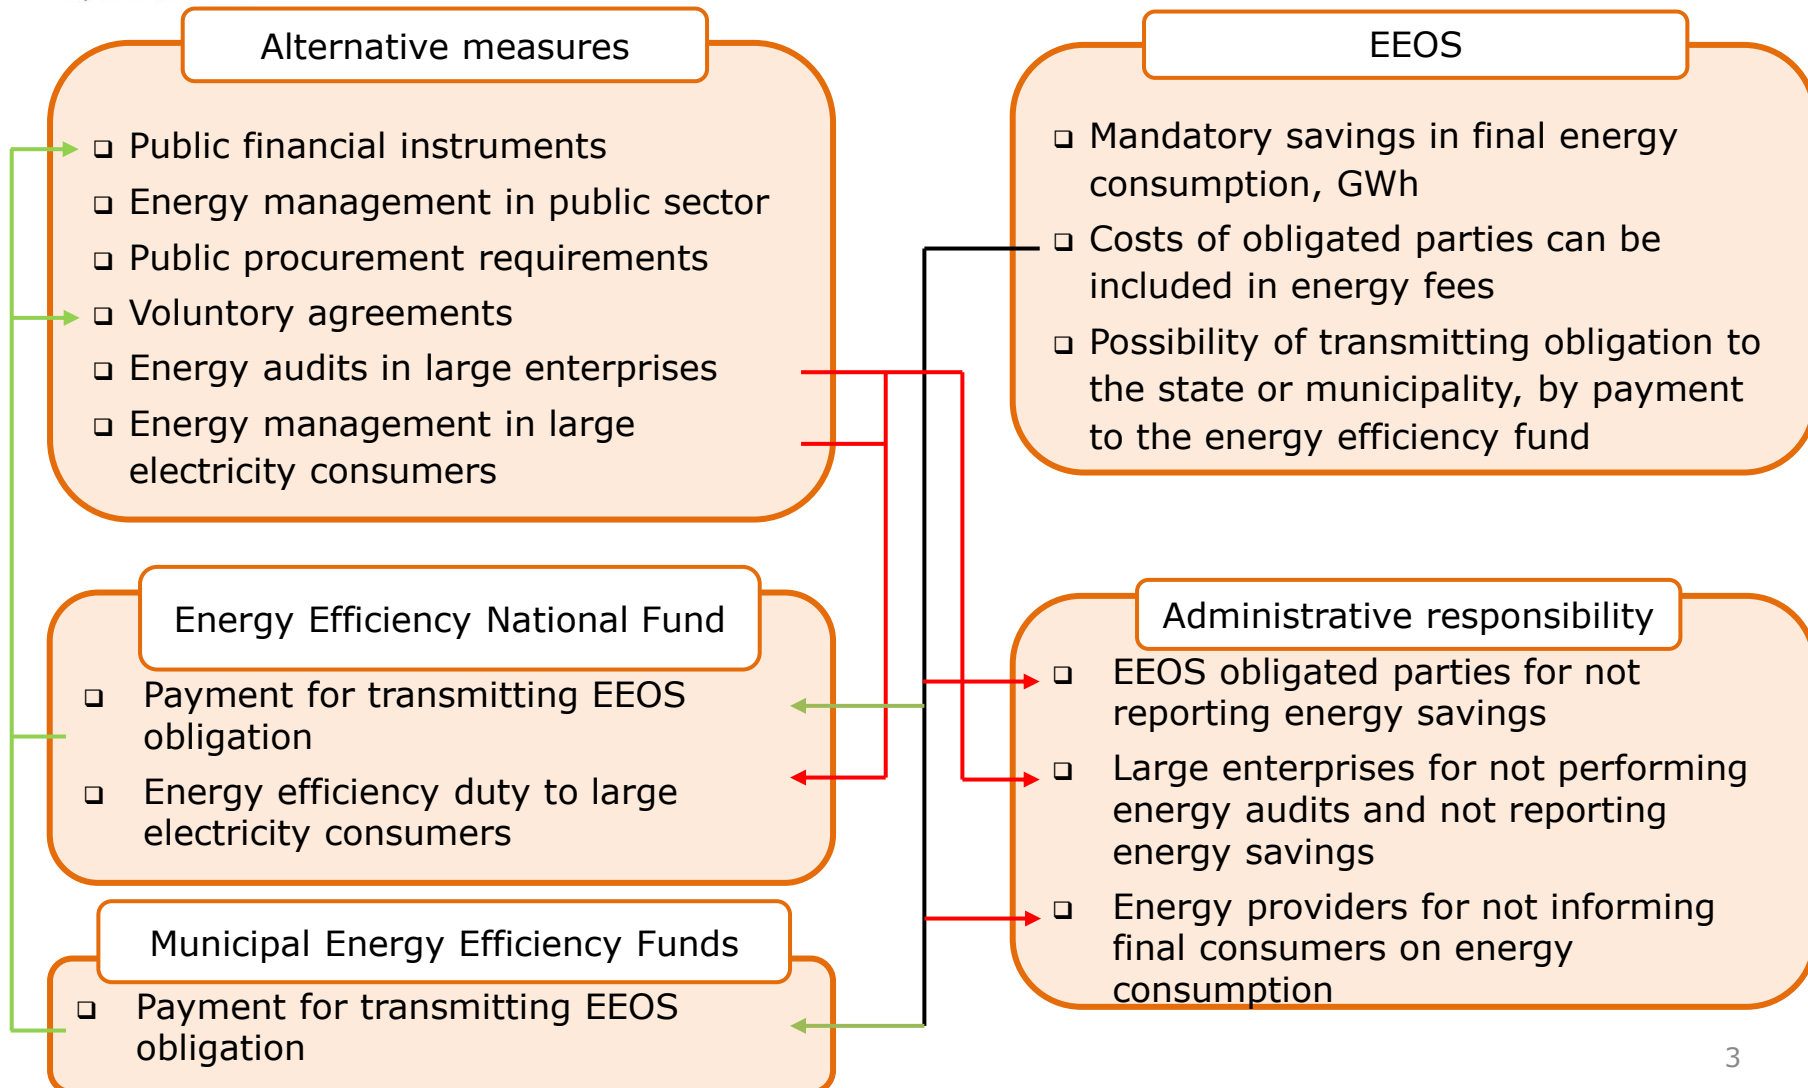 Alternative measures
❑ Public financial instruments
❑ Energy management in public sector
❑ Public procurement requirements
❑ Voluntory agreements
❑ Energy audits in large enterprises
❑ Energy management in large
electricity consumers
EEOS
❑ Mandatory savings in final energy
consumption, GWh
❑ Costs of obligated parties can be
included in energy fees
❑ Possibility of transmitting obligation to
the state or municipality, by payment
to the energy efficiency fund
Energy Efficiency National Fund
❑ Payment for transmitting EEOS
obligation
❑ Energy efficiency duty to large
electricity consumers
Administrative responsibility
❑ EEOS obligated parties for not
reporting energy savings
❑ Large enterprises for not performing
energy audits and not reporting
energy savings
❑ Energy providers for not informing
final consumers on energy
consumption
Municipal Energy Efficiency Funds
❑ Payment for transmitting EEOS
obligation
3